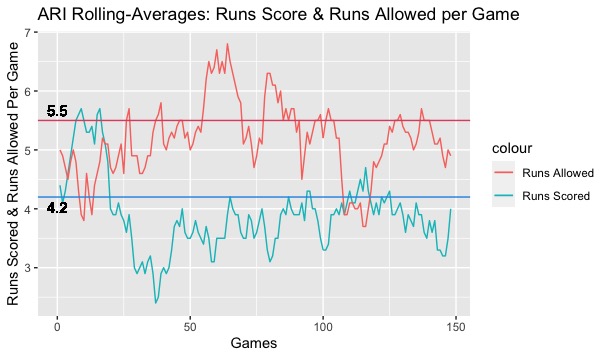 ARI Rolling-Averages: Runs Score & Runs Allowed per Game
Runs Scored & Runs Allowed Per Game
7
6
5
4
3
5.5
4.2
0
50
100
150
Games
colour
Runs Allowed
Runs Scored